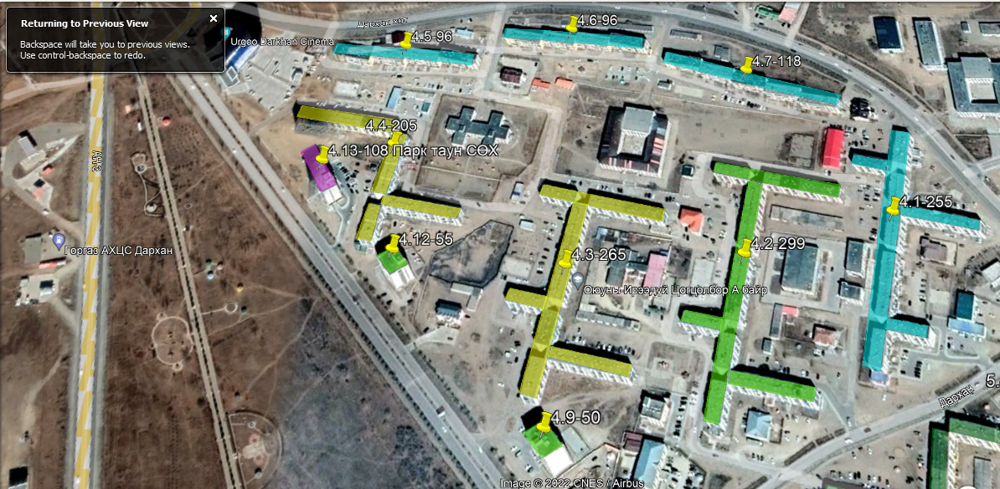 Returning to Previous View
Backspace will take you to previous views.
Use control-backspace to redo.
Urgoo Darkhan Cinema
Дархан хот
4.5-96
4.6-96
4.7-118
4.4-205
4.13-108 Парк таун СӨХ
4.1-255
4.12-55
4.2-299
4.3-265
Горгаз АХЦС Дархан
Оюуны Ирээдүй Цогцолбор А байр
4.9-50
Дархан
5.
Image © 2022 CNES / Airbus